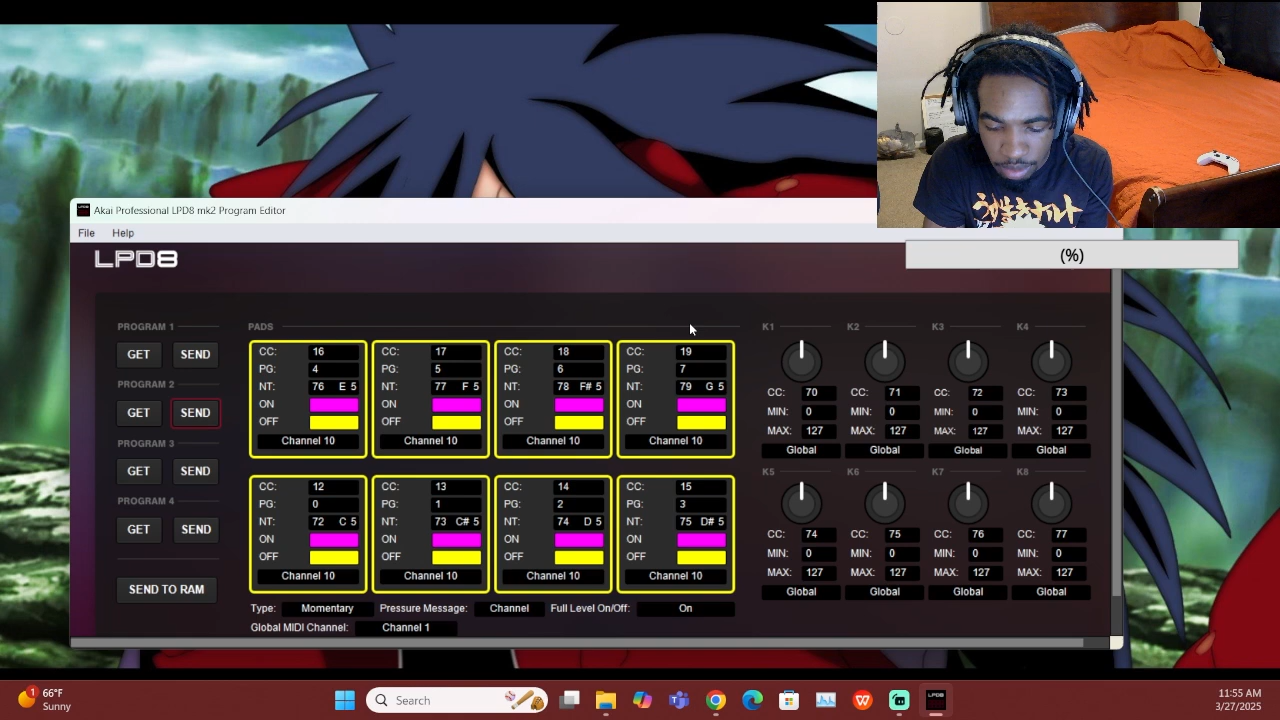 Akai Professional LPD8 mk2 Program Editor
File Help
LPD8
(%)
PROGRAM 1
GET SEND
PROGRAM 2
GET SEND
PROGRAM 3
GET SEND
PROGRAM 4
GET SEND
SEND TO RAM
PADS
CC: 16 CC: 17 CC: 18 CC: 19
PG: 4 PG: 5 PG: 6 PG: 7
NT: 76 E 5 NT: 77 F 5 NT: 78 F# 5 NT: 79 G 5
ON ON ON ON
OFF OFF OFF OFF
Channel 10 Channel 10 Channel 10 Channel 10
CC: 12 CC: 13 CC: 14 CC: 15
PG: 0 PG: 1 PG: 2 PG: 3
NT: 72 C 5 NT: 73 C# 5 NT: 74 D 5 NT: 75 D# 5
ON ON ON ON
OFF OFF OFF OFF
Channel 10 Channel 10 Channel 10 Channel 10
Type: Momentary Pressure Message: Channel Full Level On/Off: On
Global MIDI Channel: Channel 1
K1 K2 K3 K4
CC: 70 CC: 71 CC: 72 CC: 73
MIN: 0 MIN: 0 MIN: 0 MIN: 0
MAX: 127 MAX: 127 MAX: 127 MAX: 127
Global Global Global Global
K5 K6 K7 K8
CC: 74 CC: 75 CC: 76 CC: 77
MIN: 0 MIN: 0 MIN: 0 MIN: 0
MAX: 127 MAX: 127 MAX: 127 MAX: 127
Global Global Global Global
1 66°F
Sunny
Search
LPD8
11:55 AM
3/27/2025